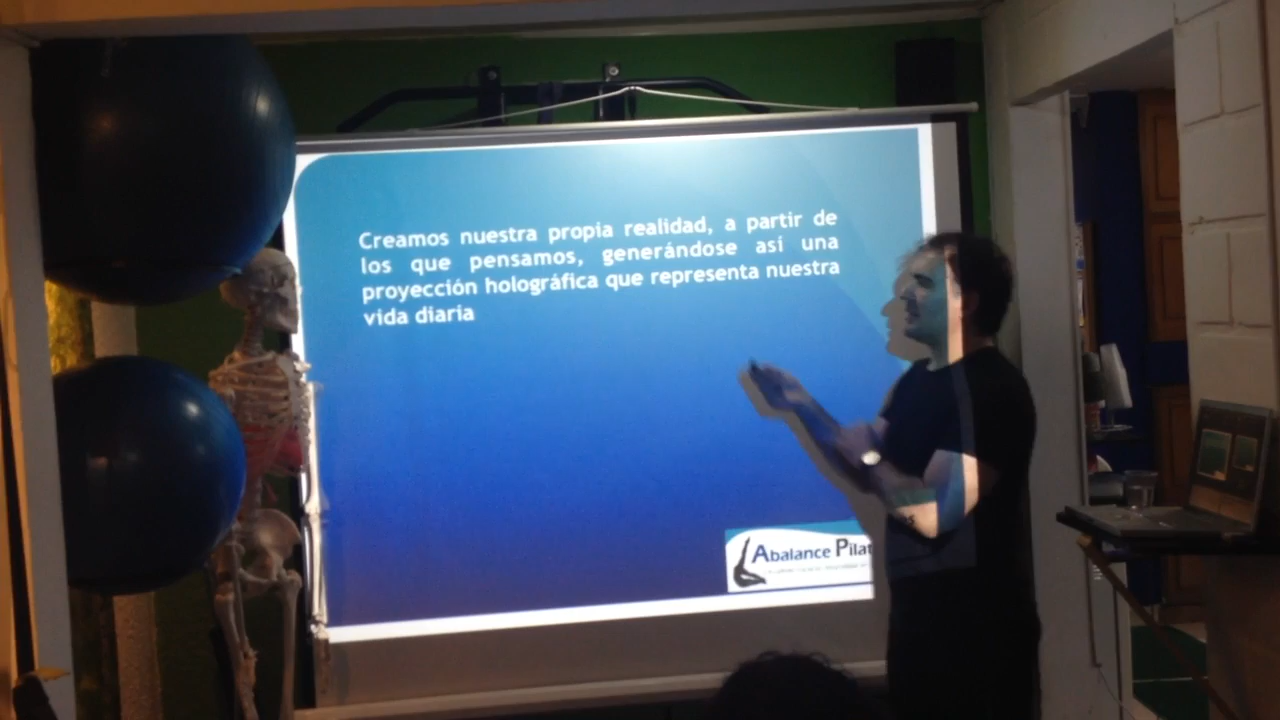 Creamos nuestra propia realidad, a partir de
los que pensamos, generándose así una
proyección holográfica que representa nuestra
vida diaria
Abalance Pilat